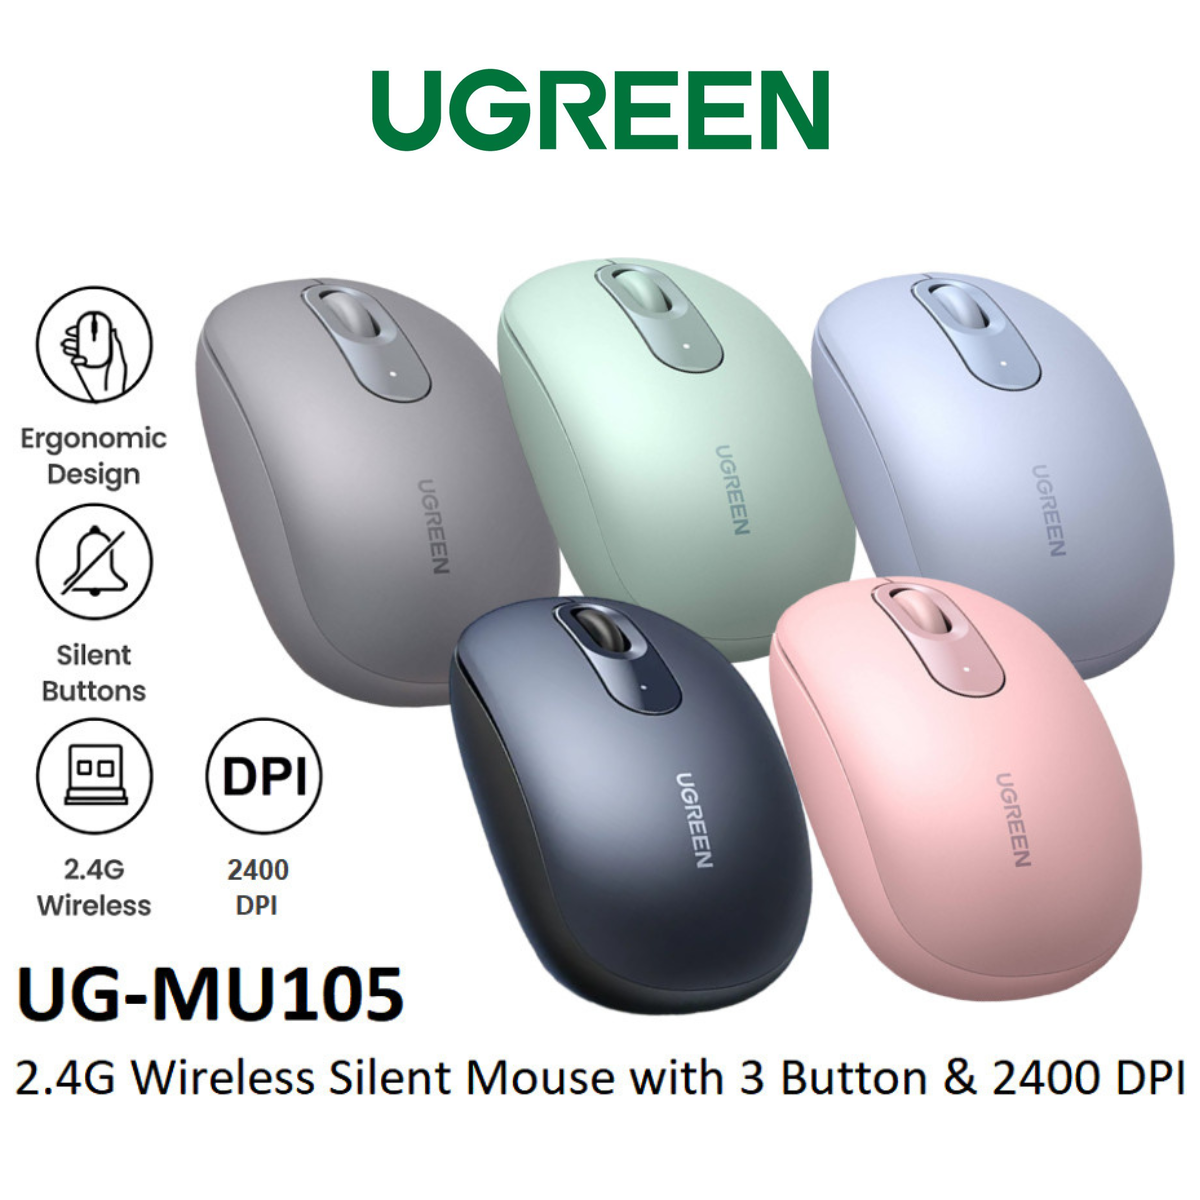 UGREEN
Ergonomic
Design
Silent
Buttons
DPI
2.4G
Wireless
2400
DPI
UGREEN
UGREEN
UGREEN
UGREEN
UGREEN
UG-MU105
2.4G Wireless Silent Mouse with 3 Button & 2400 DPI